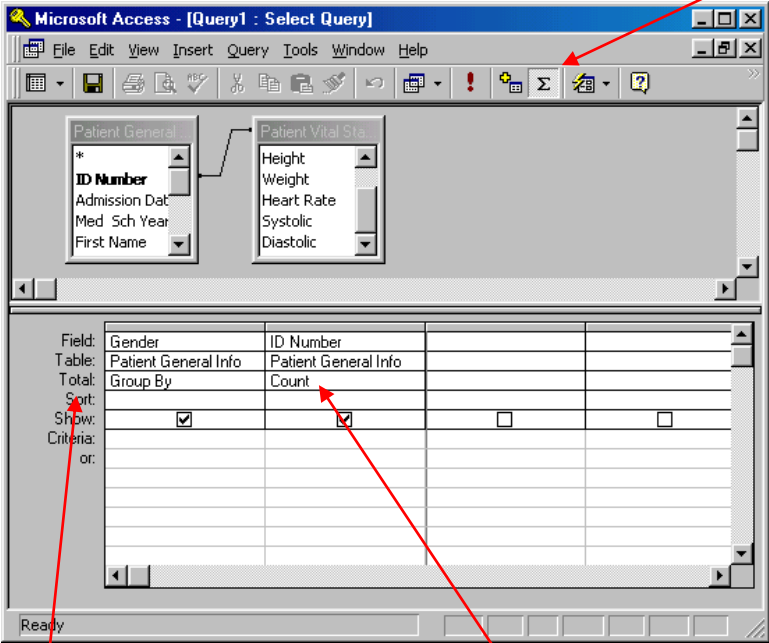 Microsoft Access - [Query1 : Select Query]
File Edit View Insert Query Tools Window Help
Σ
Patient General ...
*
ID Number
Admission Dat
Med Sch Year
First Name
Patient Vital Sta...
Height
Weight
Heart Rate
Systolic
Diastolic
Field: Gender ID Number
Table: Patient General Info Patient General Info
Total: Group By Count
Sort:
Show:
Criteria:
or:
Ready